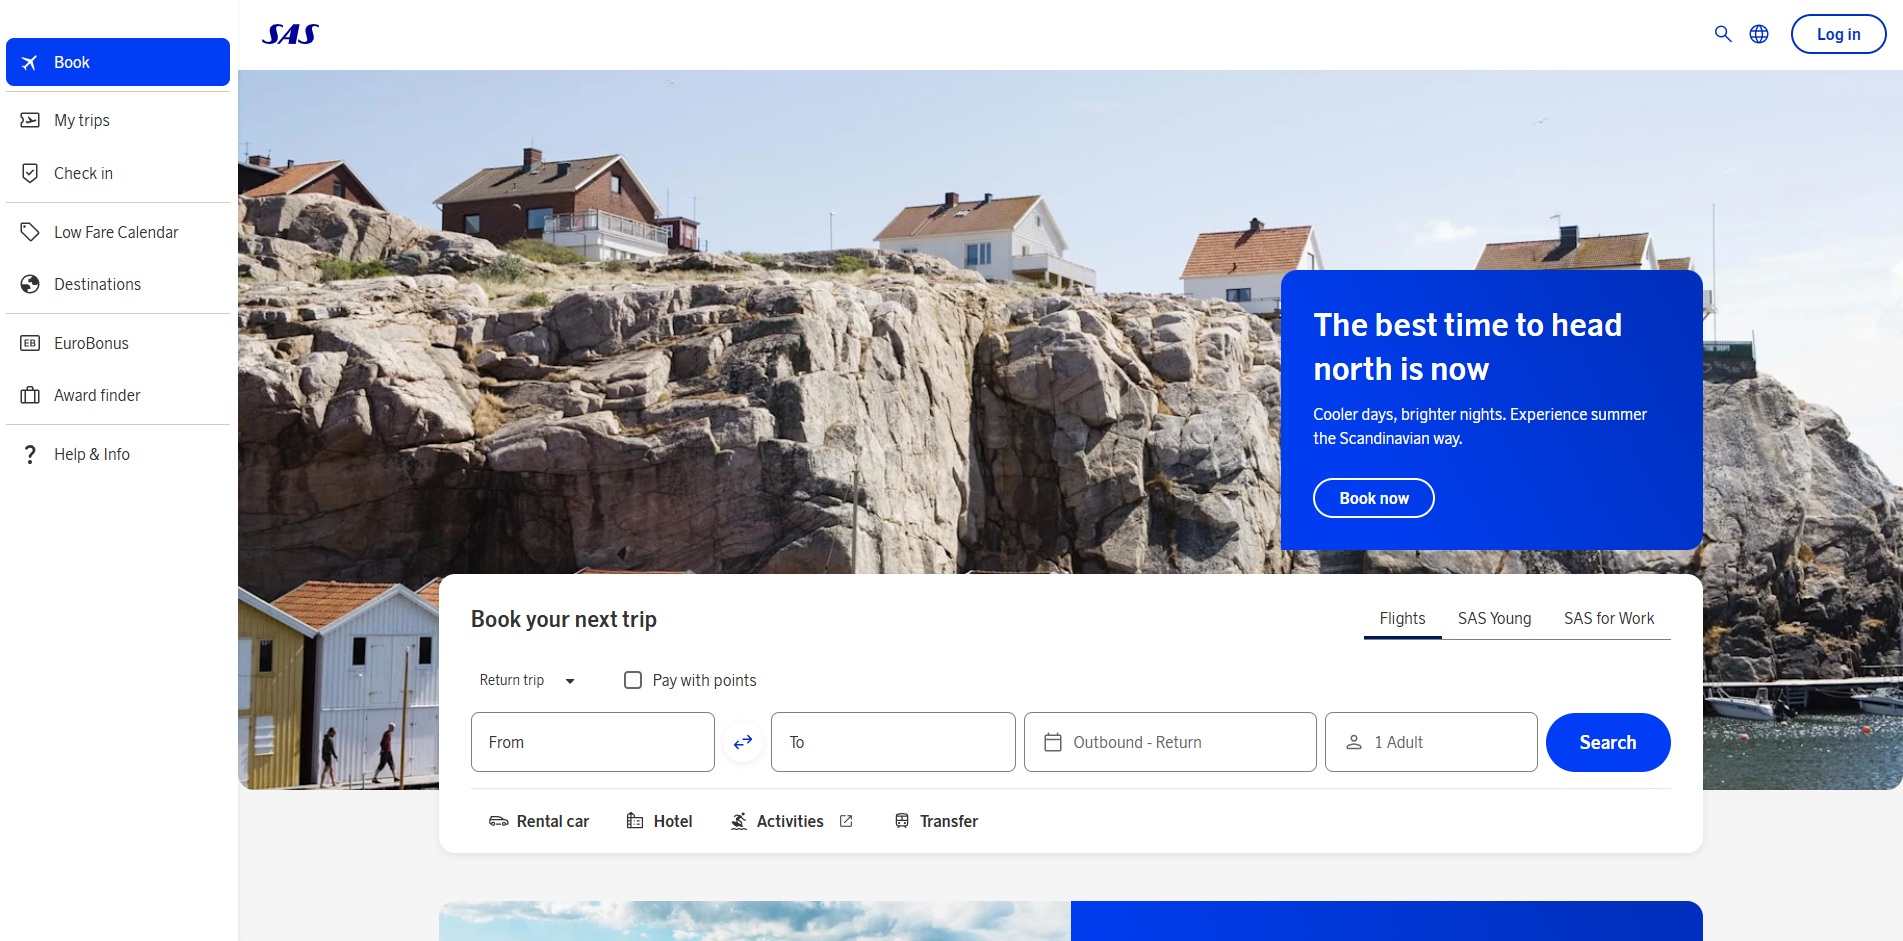 Book
My trips
Check in
Low Fare Calendar
Destinations
EB EuroBonus
Award finder
? Help & Info
SAS
Log in
The best time to head
north is now
Cooler days, brighter nights. Experience summer
the Scandinavian way.
Book now
Book your next trip
Flights SAS Young SAS for Work
Return trip Pay with points
From To Outbound - Return 1 Adult Search
Rental car Hotel Activities Transfer